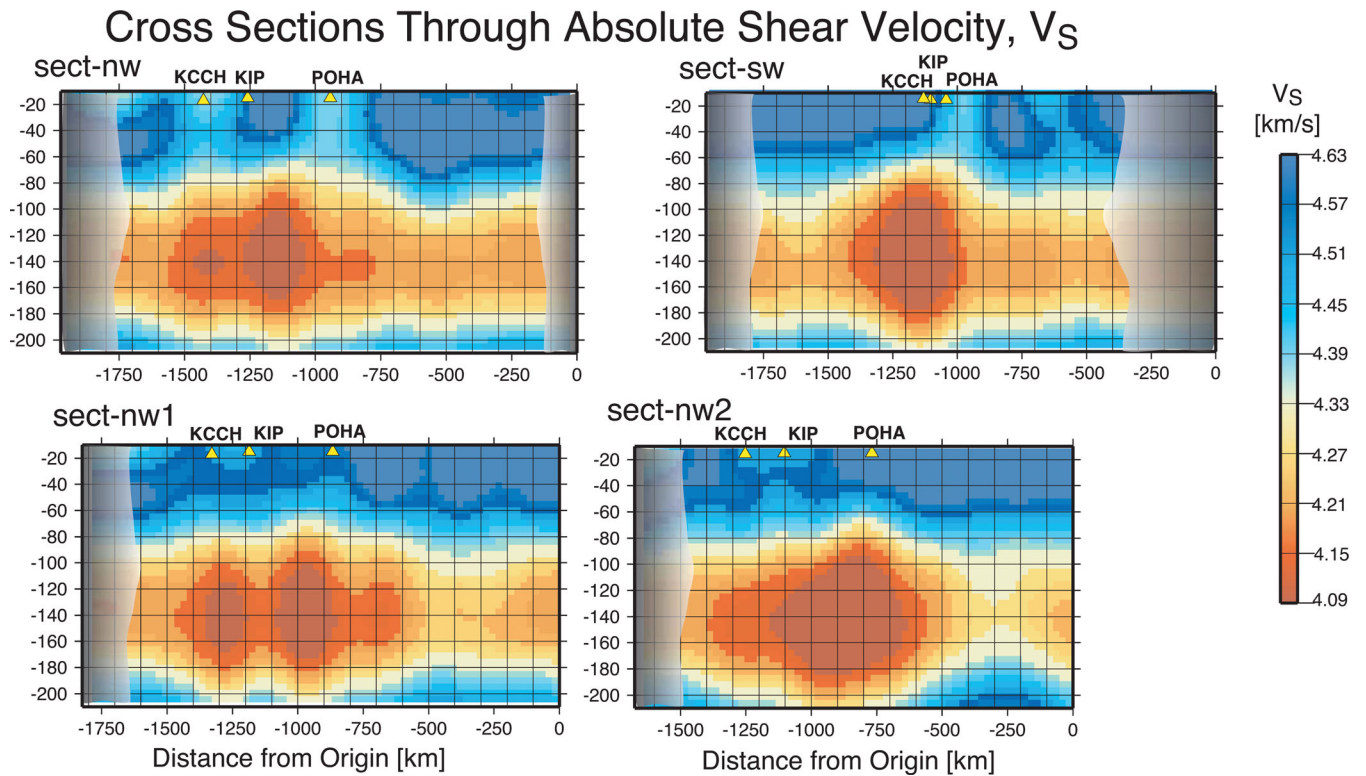 Cross Sections Through Absolute Shear Velocity, VS
sect-nw
KCCH KIP POHA
-20
-40
-60
-80
-100
-120
-140
-160
-180
-200
-1750 -1500 -1250 -1000 -750 -500 -250 0
sect-sw
KIP
KCCH POHA
-20
-40
-60
-80
-100
-120
-140
-160
-180
-200
-1750 -1500 -1250 -1000 -750 -500 -250 0
VS
[km/s]
4.63
4.57
4.51
4.45
4.39
4.33
4.27
4.21
4.15
4.09
sect-nw1
KCCH KIP POHA
-20
-40
-60
-80
-100
-120
-140
-160
-180
-200
-1750 -1500 -1250 -1000 -750 -500 -250 0
Distance from Origin [km]
sect-nw2
KCCH KIP POHA
-20
-40
-60
-80
-100
-120
-140
-160
-180
-200
-1500 -1250 -1000 -750 -500 -250 0
Distance from Origin [km]